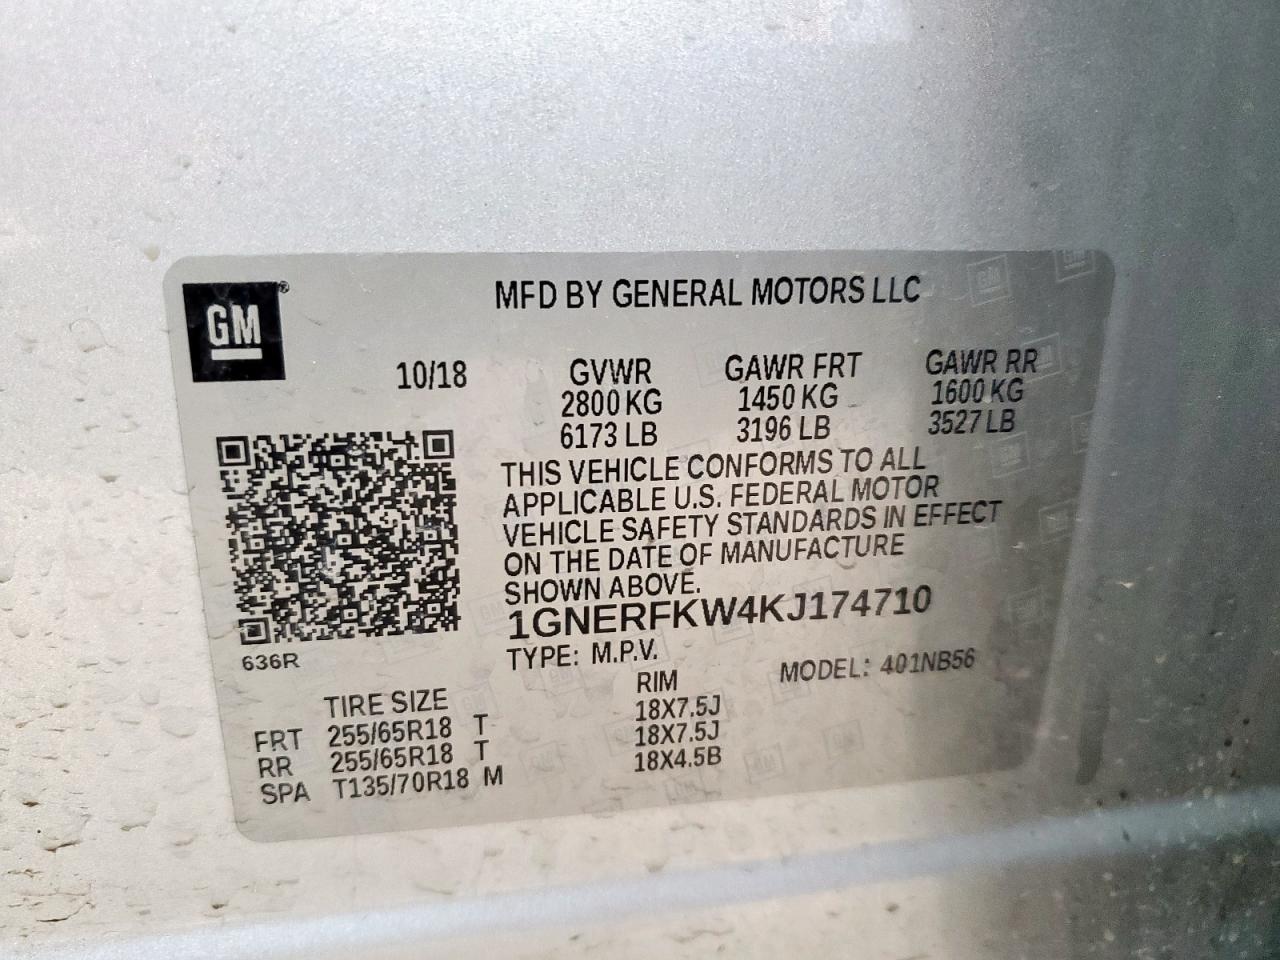 GM®
MFD BY GENERAL MOTORS LLC
10/18 GVWR GAWR FRT GAWR RR
2800 KG 1450 KG 1600 KG
6173 LB 3196 LB 3527 LB
THIS VEHICLE CONFORMS TO ALL
APPLICABLE U.S. FEDERAL MOTOR
VEHICLE SAFETY STANDARDS IN EFFECT
ON THE DATE OF MANUFACTURE
SHOWN ABOVE.
1GNERFKW4KJ174710
636R
TYPE: M.P.V. MODEL: 401NB56
TIRE SIZE RIM
FRT 255/65R18 T 18X7.5J
RR 255/65R18 T 18X7.5J
SPA T135/70R18 M 18X4.5B